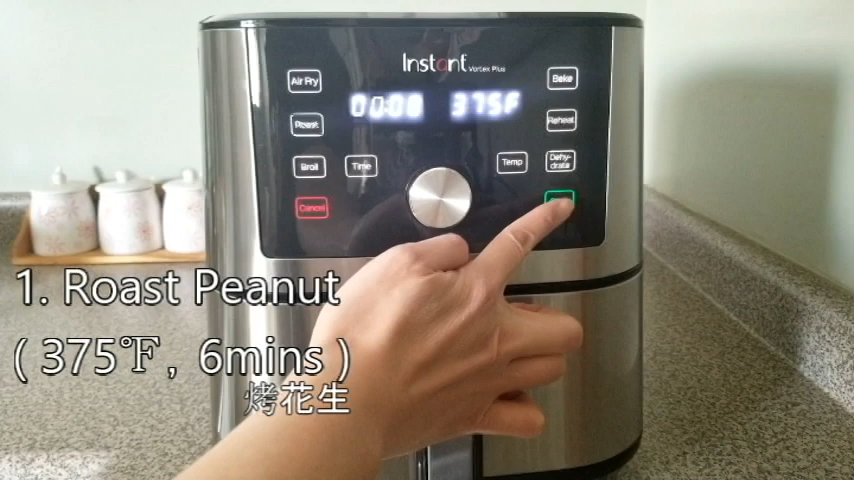 Instant Vortex Plus
Air Fry
Bake
00:08 375F
Roast
Reheat
Broil
Time
Temp
Dehy-
drate
Cancel
1. Roast Peanut
( 375℉, 6mins )
烤花生